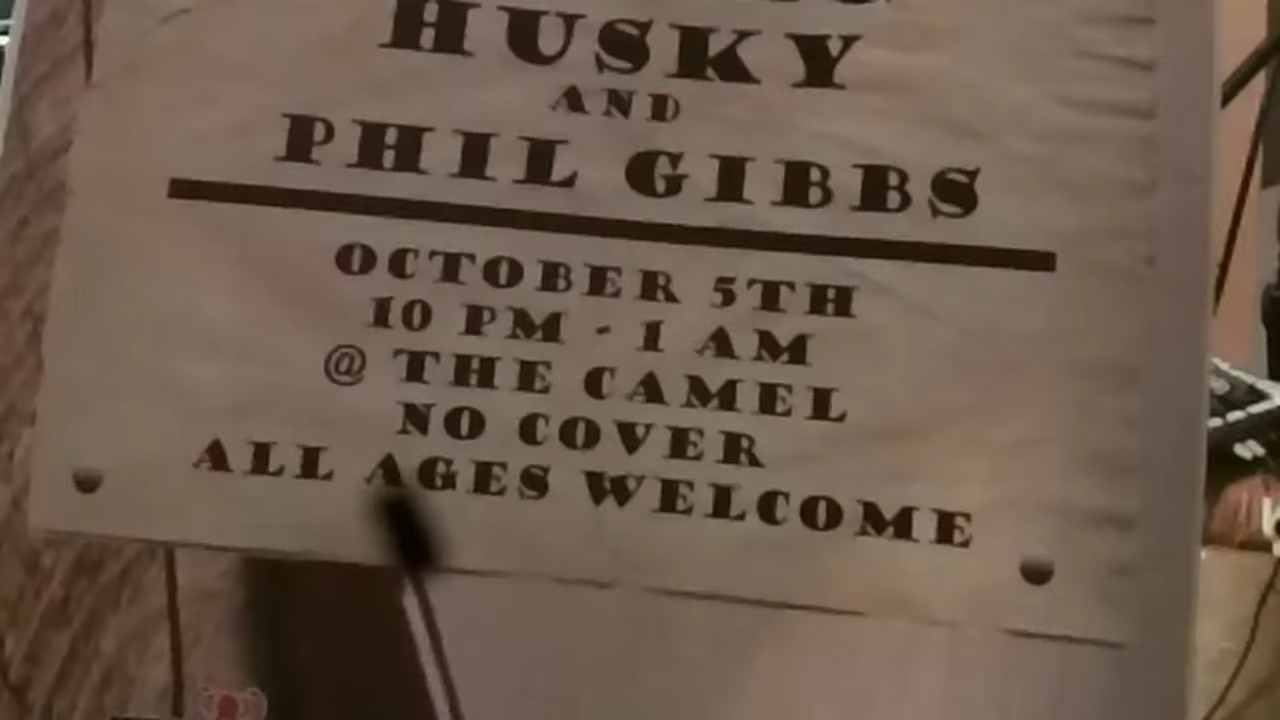 HUSKY
AND
PHIL GIBBS
OCTOBER 5TH
10 PM - 1 AM
@ THE CAMEL
NO COVER
ALL AGES WELCOME